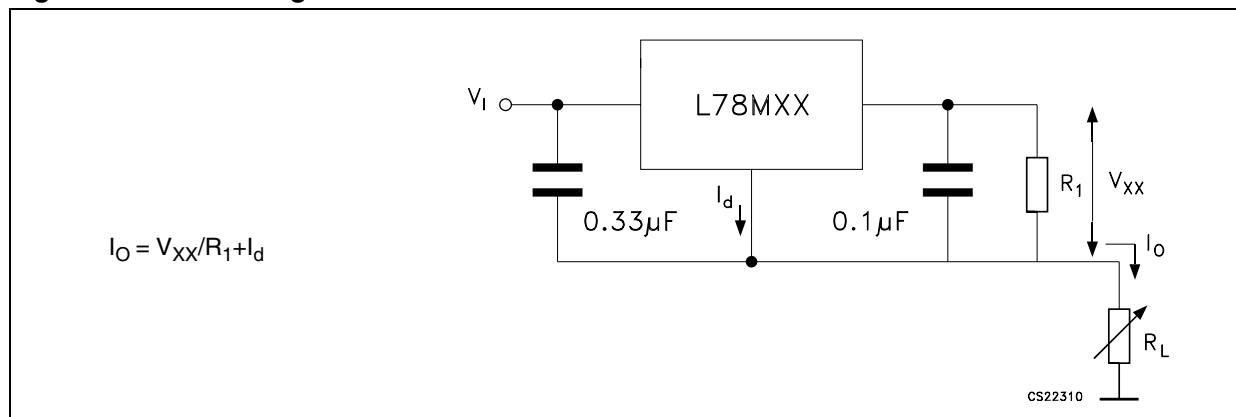 V_I
L78MXX
I_d
0.33µF
0.1µF
R_1
V_XX
I_O = V_XX/R_1+I_d
I_O
R_L
CS22310